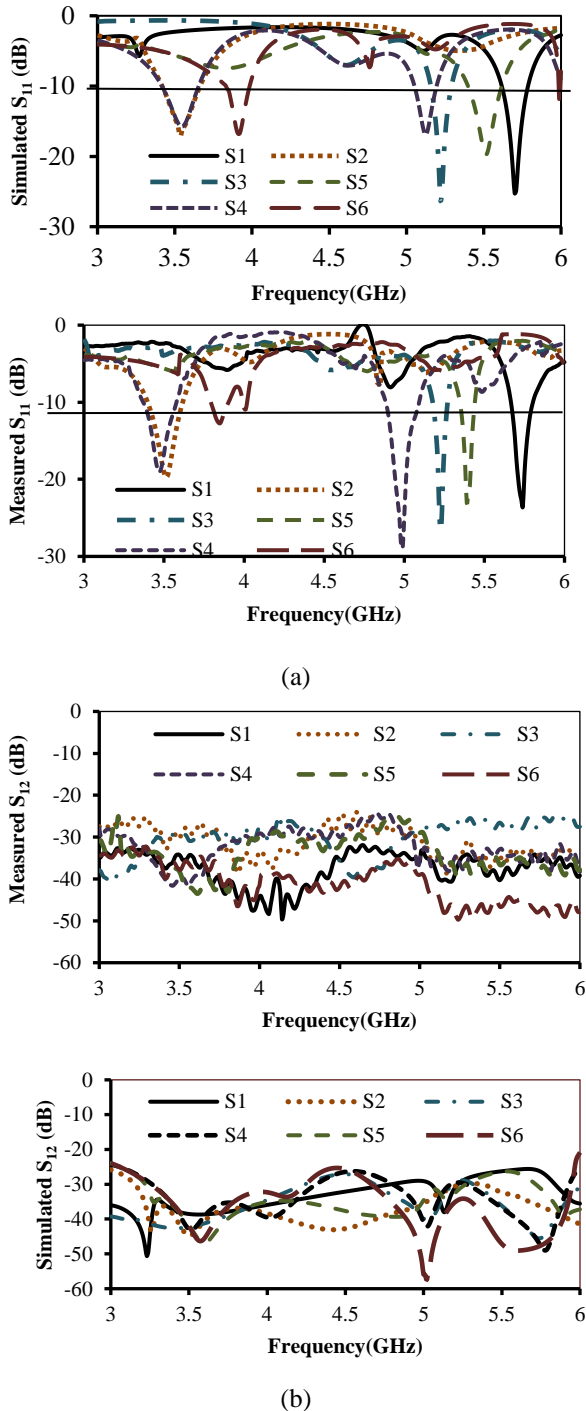 Simulated S11 (dB)
0
-10
-20
-30
S1 S2
S3 S5
S4 S6
3 3.5 4 4.5 5 5.5 6
Frequency(GHz)
Measured S11 (dB)
0
-10
-20
-30
S1 S2
S3 S5
S4 S6
3 3.5 4 4.5 5 5.5 6
Frequency(GHz)
(a)
Measured S12 (dB)
0
-10
-20
-30
-40
-50
-60
S1 S2 S3
S4 S5 S6
3 3.5 4 4.5 5 5.5 6
Frequency(GHz)
Simulated S12 (dB)
0
-10
-20
-30
-40
-50
-60
S1 S2 S3
S4 S5 S6
3 3.5 4 4.5 5 5.5 6
Frequency(GHz)
(b)